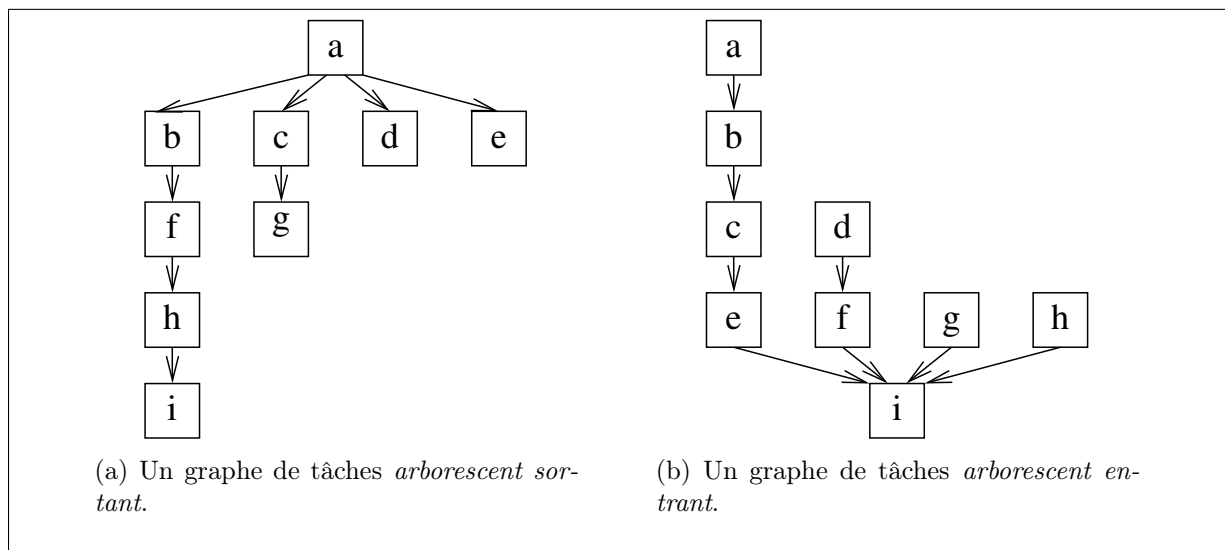 a
b c d e
f g
h
i
(a) Un graphe de tâches arborescent sor-
tant.
a
b
c d
e f g h
i
(b) Un graphe de tâches arborescent en-
trant.